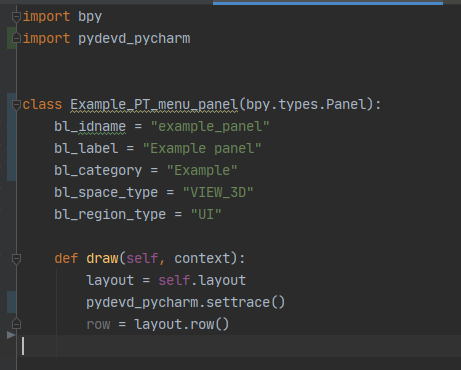 import bpy
import pydevd_pycharm
class Example_PT_menu_panel(bpy.types.Panel):
bl_idname = "example_panel"
bl_label = "Example panel"
bl_category = "Example"
bl_space_type = "VIEW_3D"
bl_region_type = "UI"
def draw(self, context):
layout = self.layout
pydevd_pycharm.settrace()
row = layout.row()